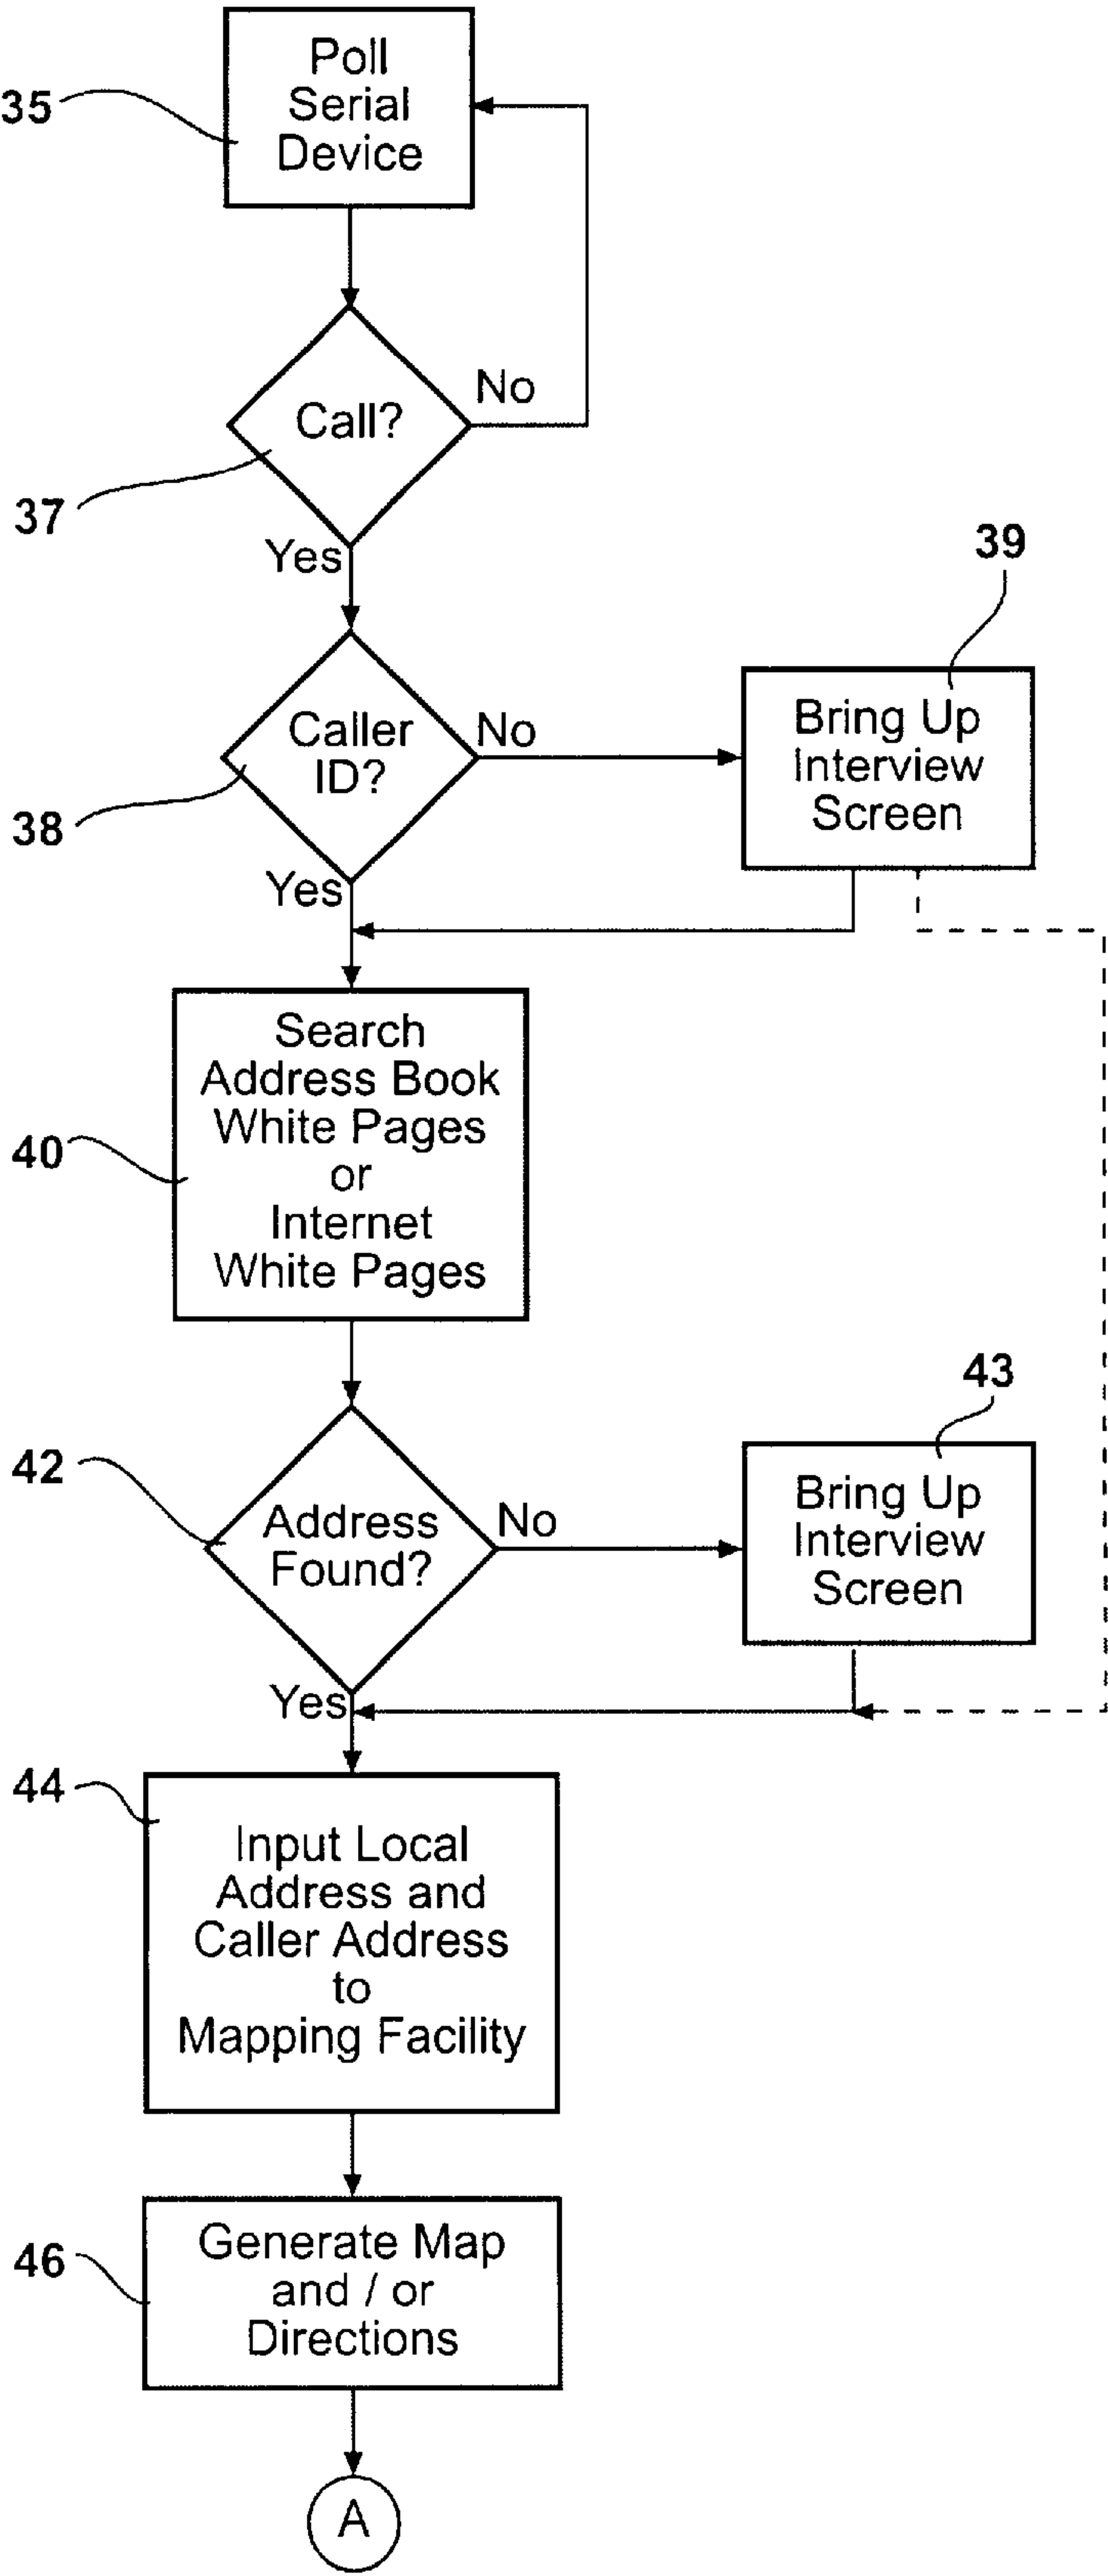 Poll
Serial
Device
35
Call?
No
37
Yes
39
Caller
ID?
No
38
Yes
Bring Up
Interview
Screen
Search
Address Book
White Pages
or
Internet
White Pages
40
43
42
Address
Found?
No
Yes
Bring Up
Interview
Screen
44
Input Local
Address and
Caller Address
to
Mapping Facility
46
Generate Map
and / or
Directions
A